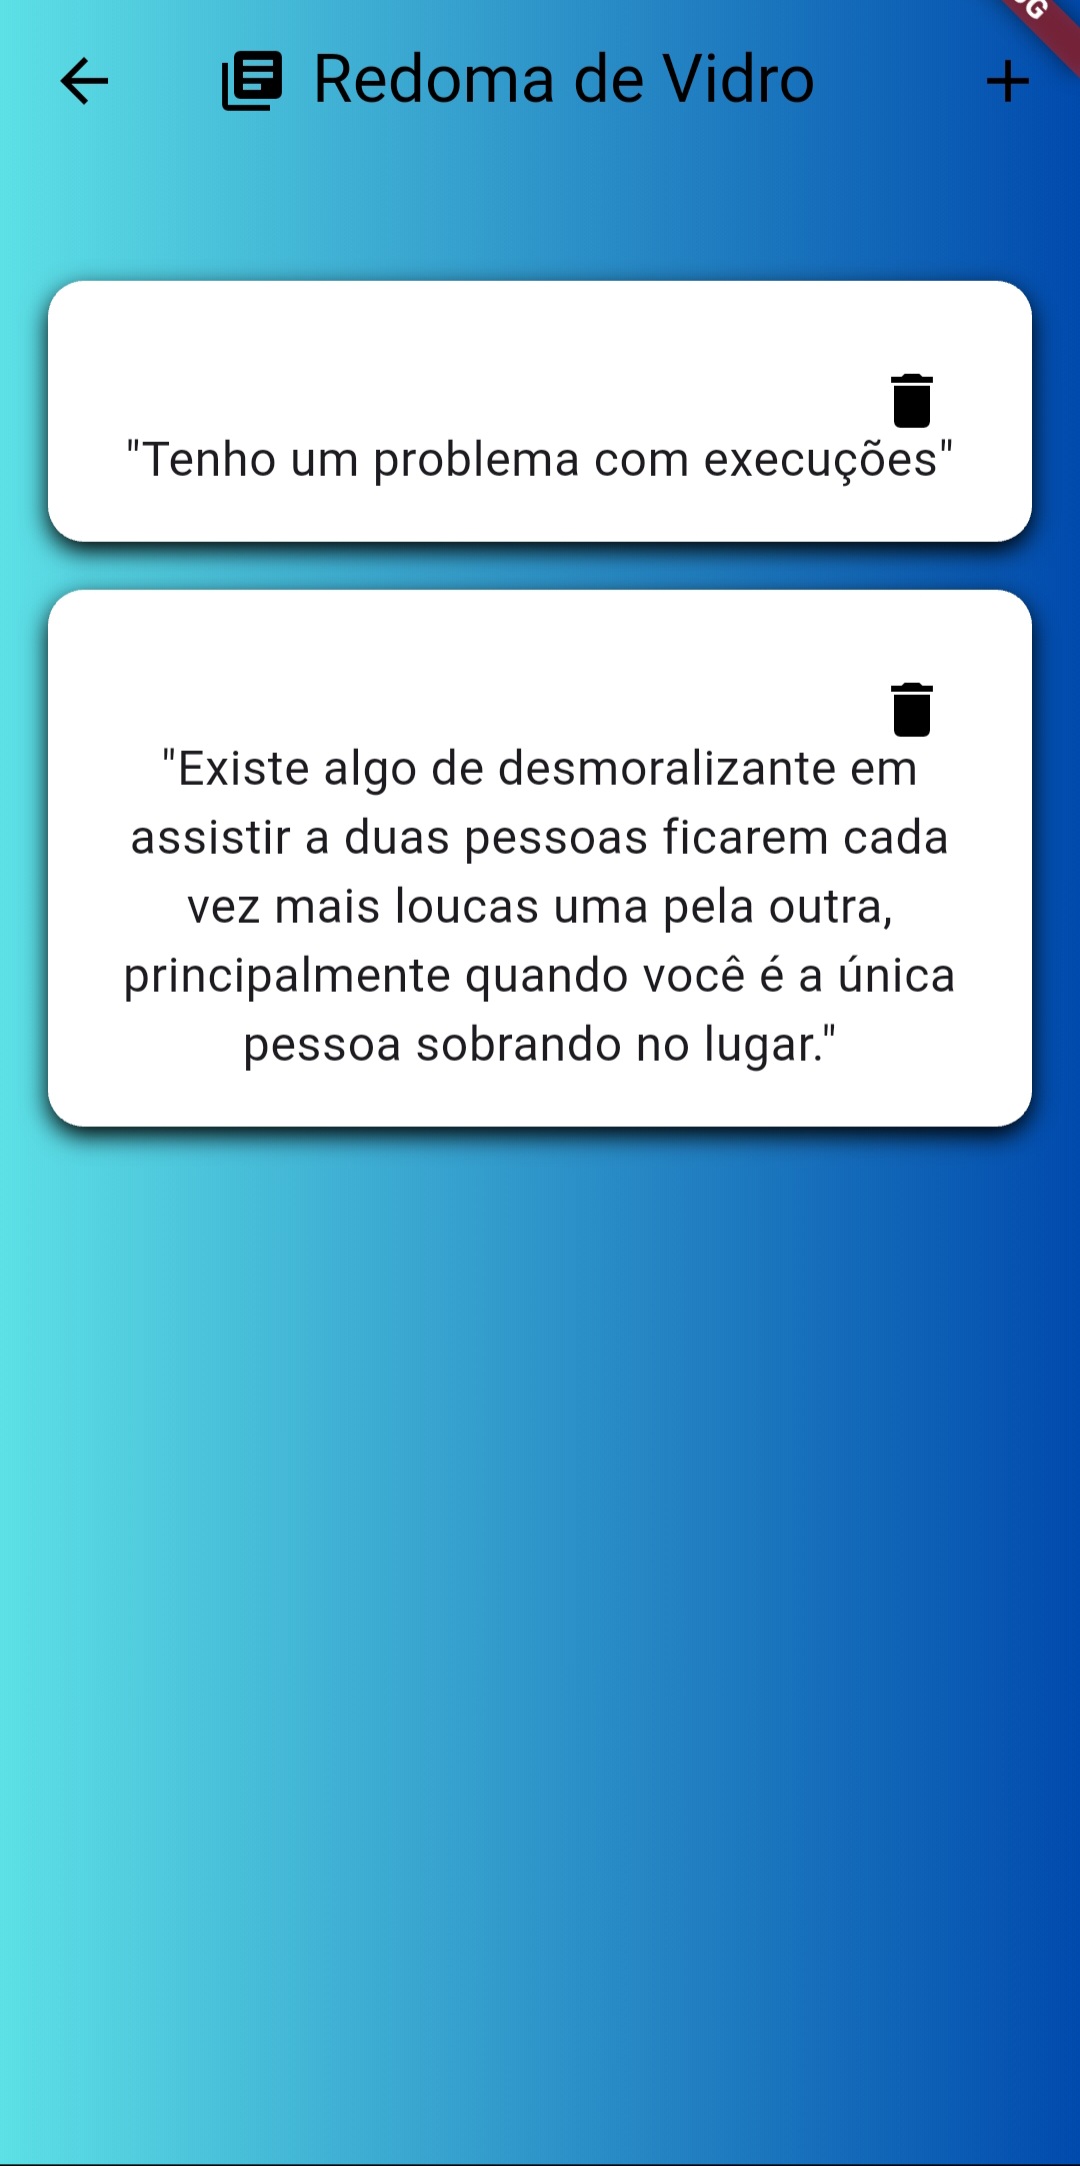 Redoma de Vidro
"Tenho um problema com execuções"
"Existe algo de desmoralizante em
assistir a duas pessoas ficarem cada
vez mais loucas uma pela outra,
principalmente quando você é a única
pessoa sobrando no lugar."